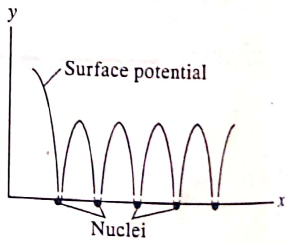 y
Surface potential
x
Nuclei